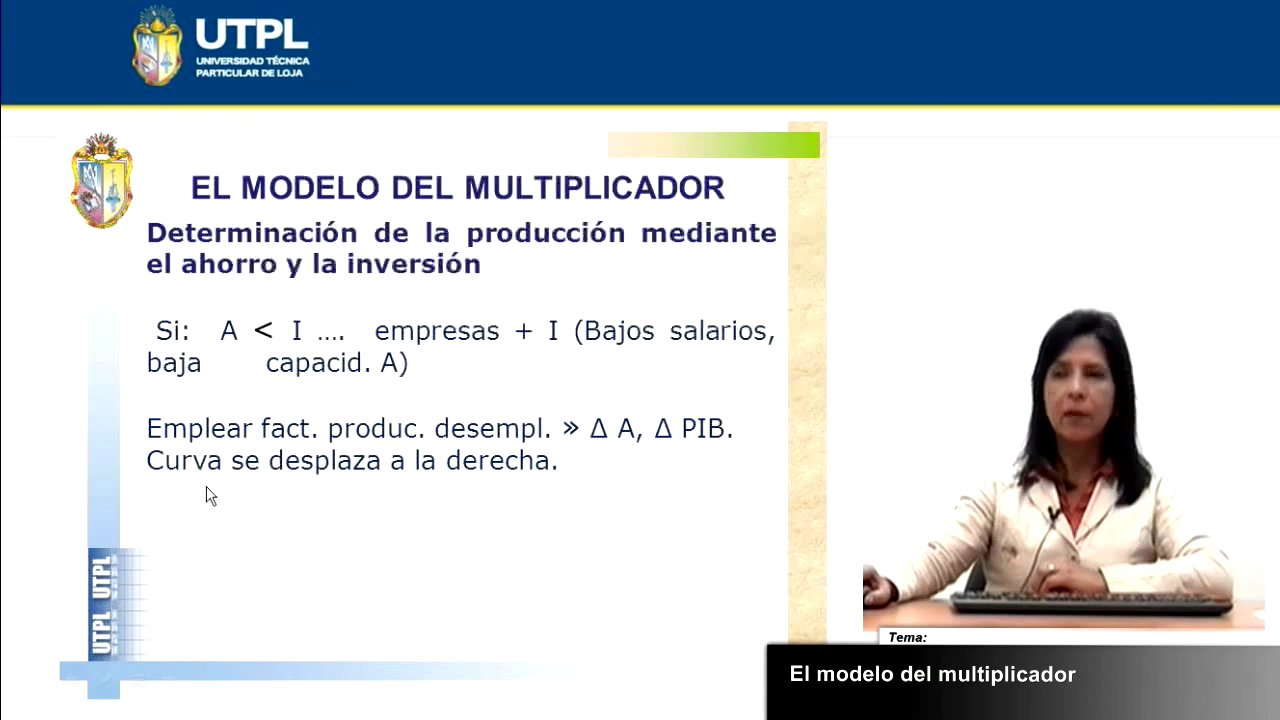 UTPL
UNIVERSIDAD TÉCNICA
PARTICULAR DE LOJA
EL MODELO DEL MULTIPLICADOR
Determinación de la producción mediante
el ahorro y la inversión
Si: A < I .... empresas + I (Bajos salarios,
baja capacid. A)
Emplear fact. produc. desempl. » Δ A, Δ PIB.
Curva se desplaza a la derecha.
UTPL UTPL
Tema:
El modelo del multiplicador